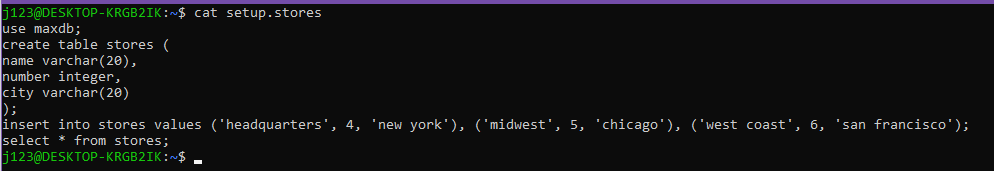 j123@DESKTOP-KRGB2IK:~$ cat setup.stores
use maxdb;
create table stores (
name varchar(20),
number integer,
city varchar(20)
);
insert into stores values ('headquarters', 4, 'new york'), ('midwest', 5, 'chicago'), ('west coast', 6, 'san francisco');
select * from stores;
j123@DESKTOP-KRGB2IK:~$